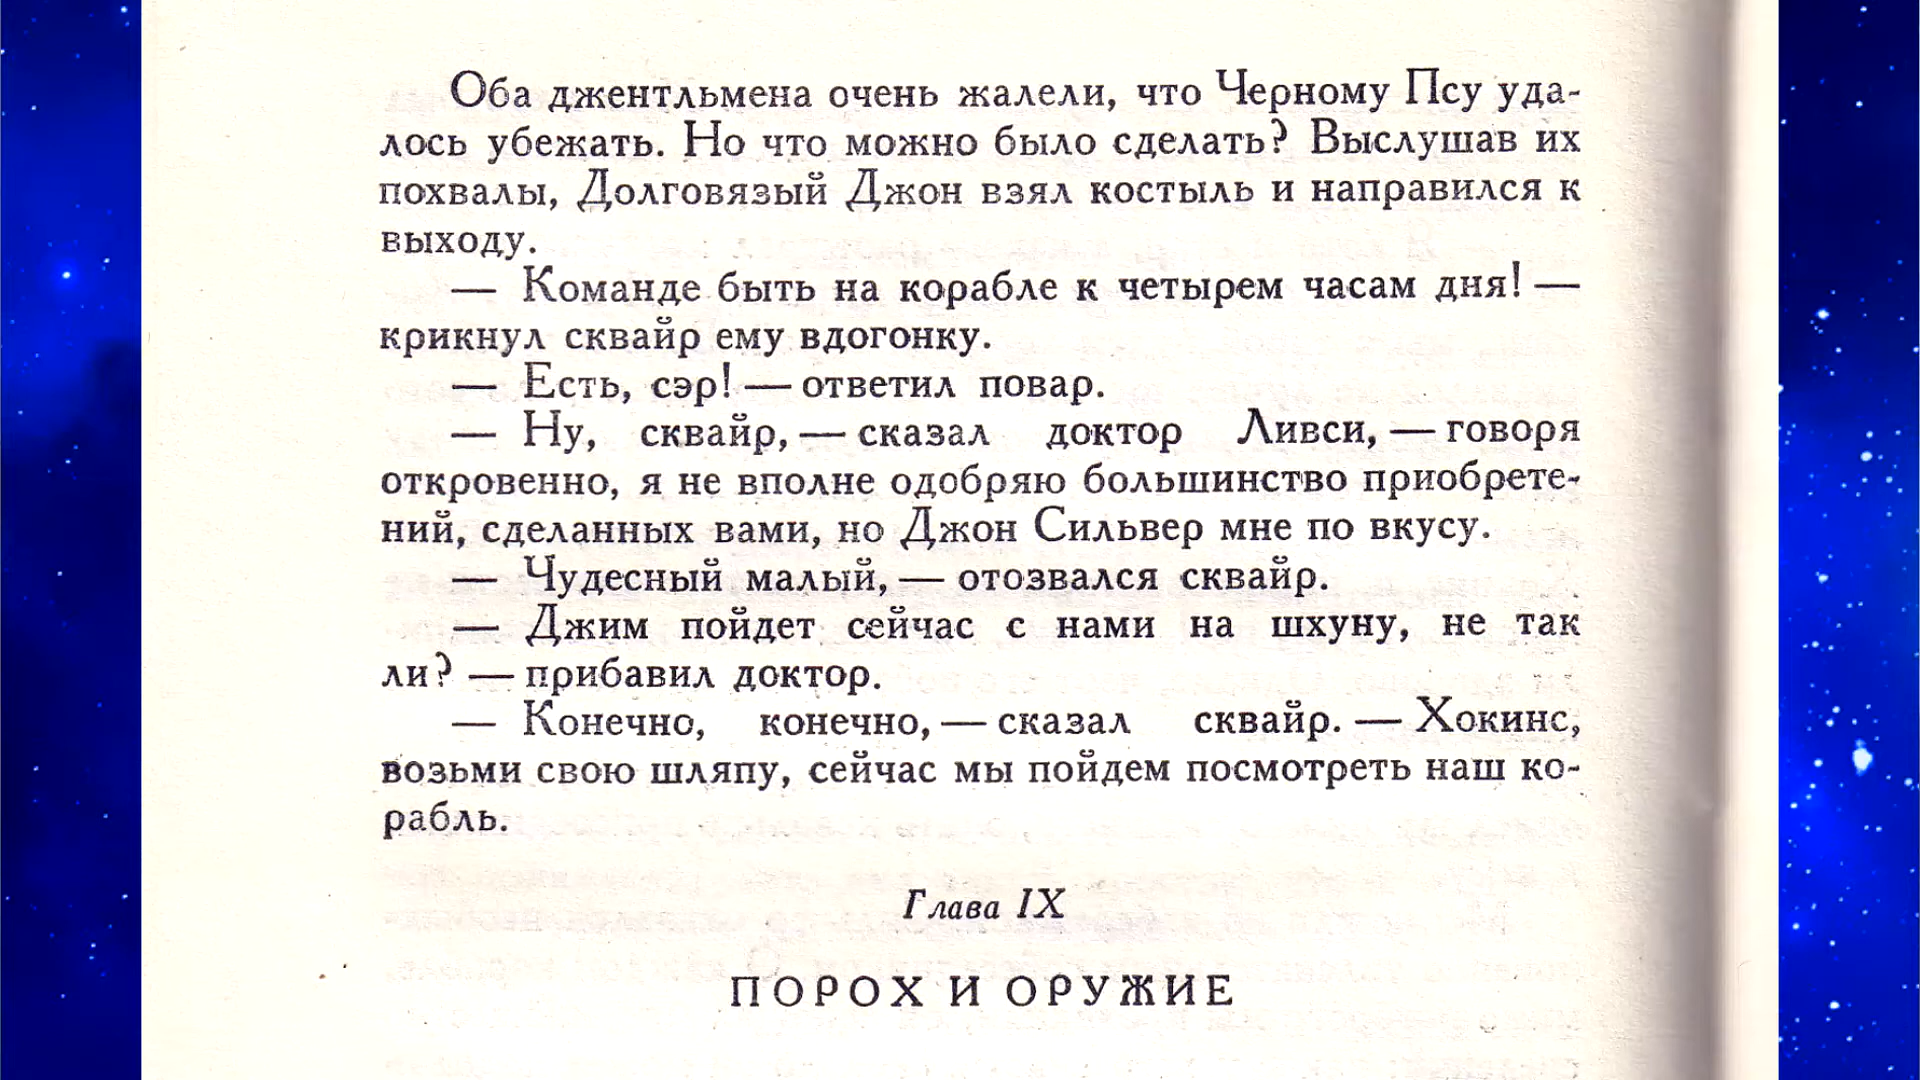 Оба джентльмена очень жалели, что Черному Псу уда-
лось убежать. Но что можно было сделать? Выслушав их
похвалы, Долговязый Джон взял костыль и направился к
выходу.
— Команде быть на корабле к четырем часам дня! —
крикнул сквайр ему вдогонку.
— Есть, сэр! — ответил повар.
— Ну, сквайр, — сказал доктор Ливси, — говоря
откровенно, я не вполне одобряю большинство приобрете-
ний, сделанных вами, но Джон Сильвер мне по вкусу.
— Чудесный малый, — отозвался сквайр.
— Джим пойдет сейчас с нами на шхуну, не так
ли? — прибавил доктор.
— Конечно, конечно, — сказал сквайр. — Хокинс,
возьми свою шляпу, сейчас мы пойдем посмотреть наш ко-
рабль.
Глава IX
ПОРОХ И ОРУЖИЕ